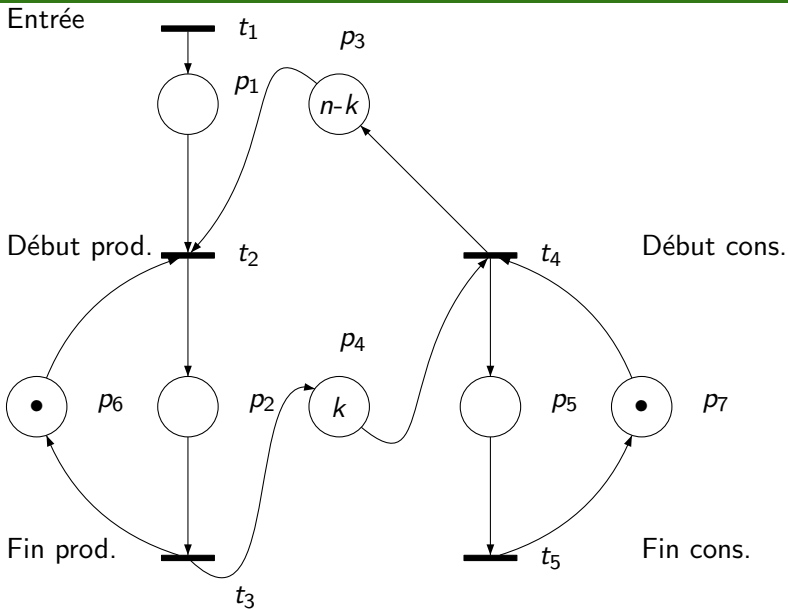 Entrée
t1
p3
p1
n-k
Début prod.
t2
t4
Début cons.
p4
p6
p2
k
p5
p7
Fin prod.
t5
Fin cons.
t3